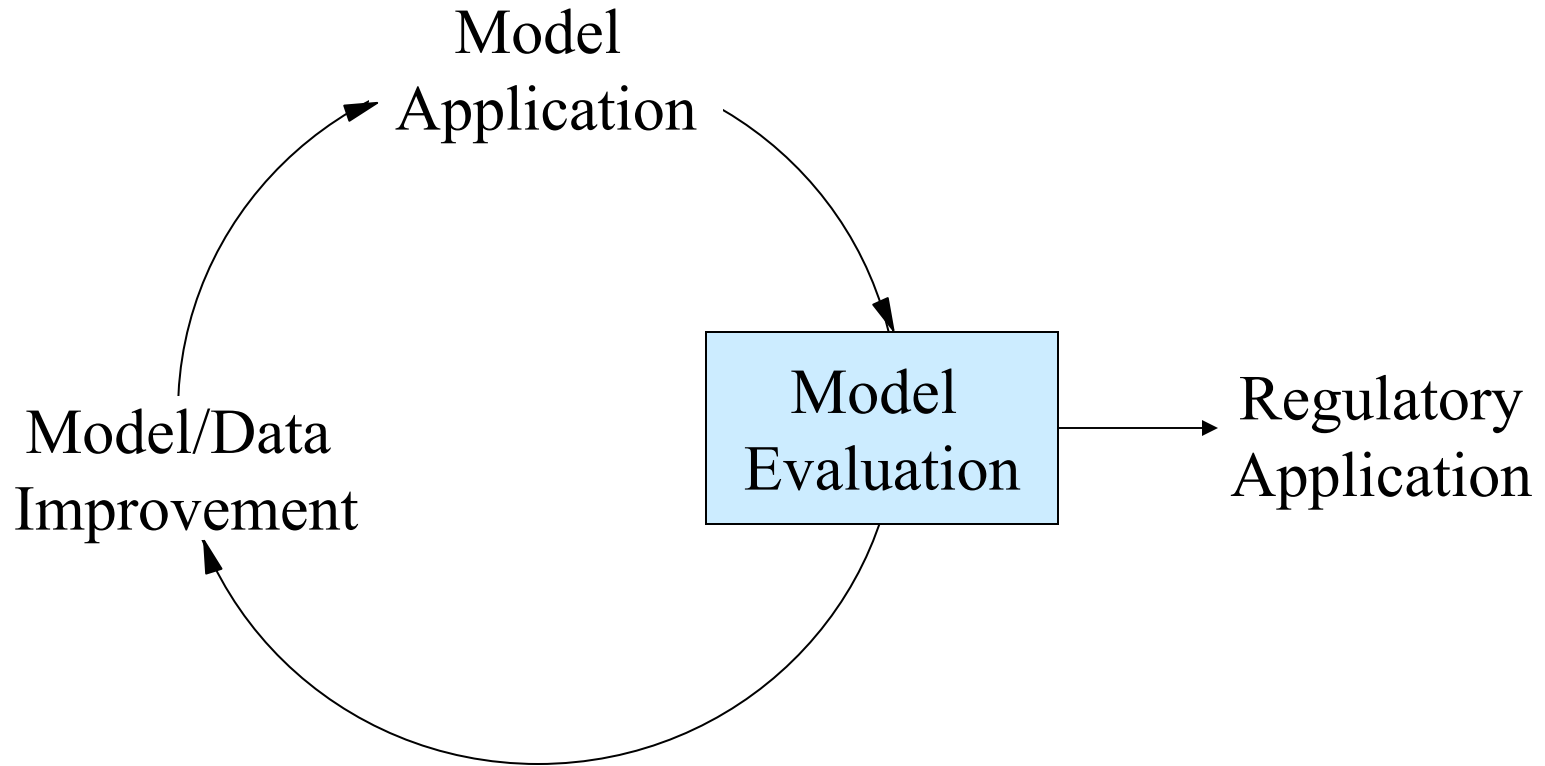 Model
Application
Model
Evaluation
Regulatory
Application
Model/Data
Improvement